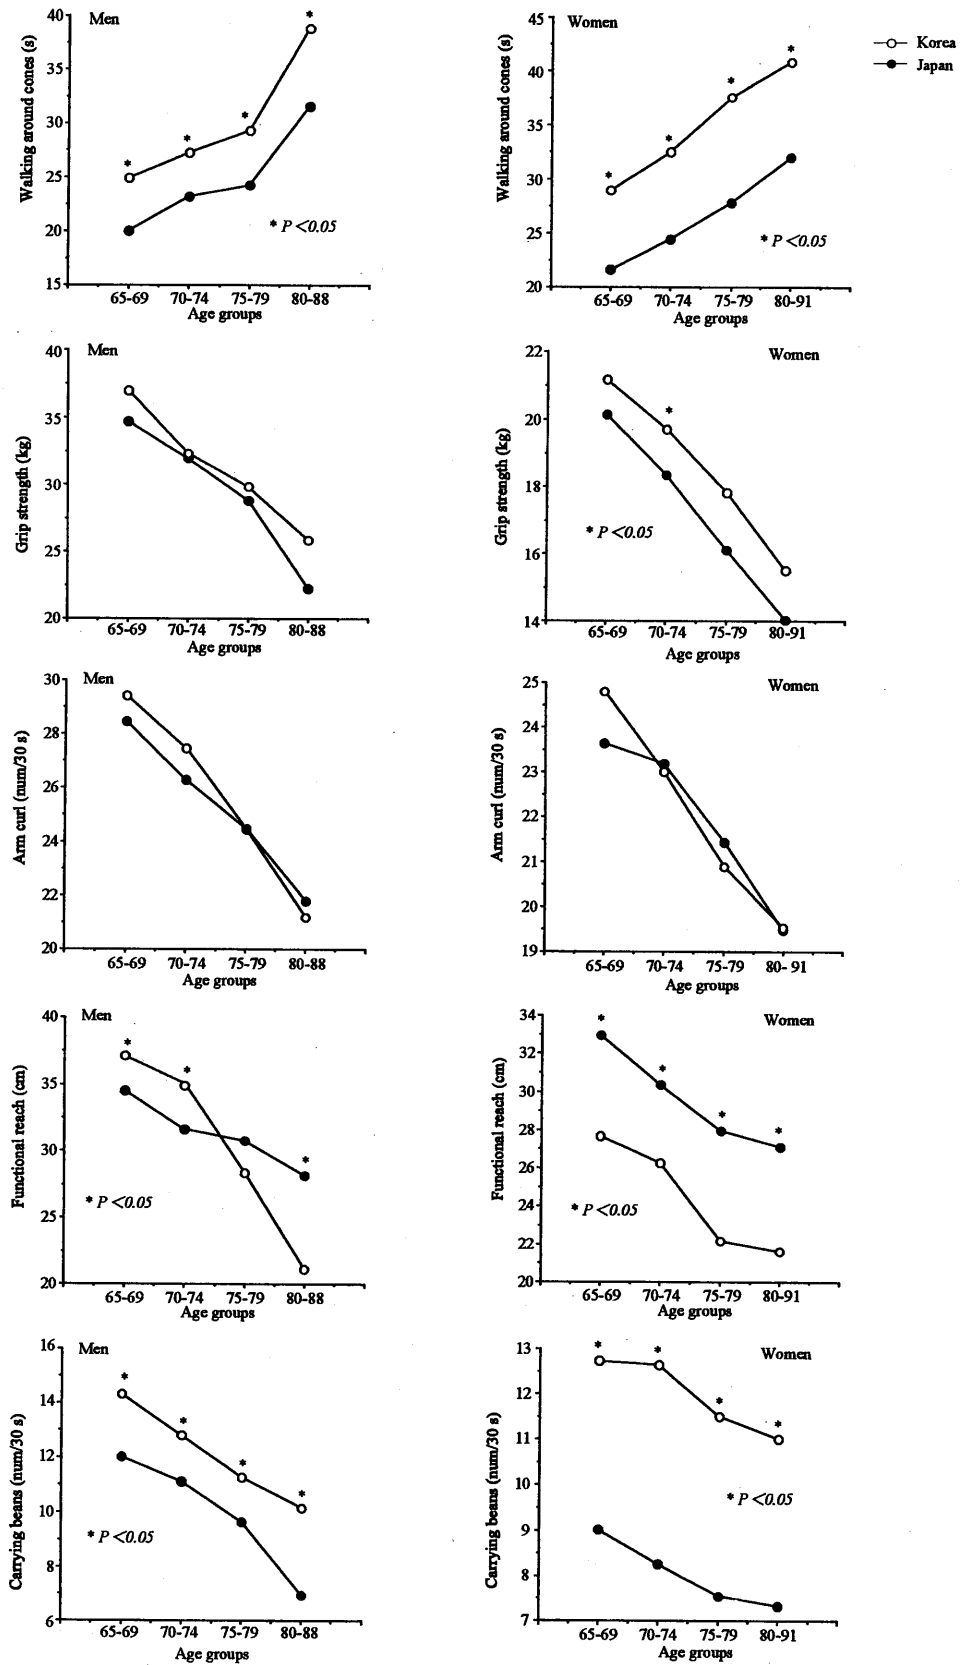 Men
Walking around cones (s)
40
35
30
25
20
15
*
*
*
*
* P<0.05
65-69 70-74 75-79 80-88
Age groups
Women
Walking around cones (s)
45
40
35
30
25
20
*
*
*
*
* P<0.05
65-69 70-74 75-79 80-91
Age groups
Korea
Japan
Men
Grip strength (kg)
40
35
30
25
20
65-69 70-74 75-79 80-88
Age groups
Women
Grip strength (kg)
22
20
18
16
14
*
* P<0.05
65-69 70-74 75-79 80-91
Age groups
Men
Arm curl (num/30 s)
30
28
26
24
22
20
65-69 70-74 75-79 80-88
Age groups
Women
Arm curl (num/30 s)
25
24
23
22
21
20
19
65-69 70-74 75-79 80- 91
Age groups
Men
Functional reach (cm)
40
35
30
25
20
*
*
*
* P<0.05
65-69 70-74 75-79 80-88
Age groups
Women
Functional reach (cm)
34
32
30
28
26
24
22
20
*
*
*
*
* P<0.05
65-69 70-74 75-79 80-91
Age groups
Men
Carrying beans (num/30 s)
16
14
12
10
8
6
*
*
*
*
* P<0.05
65-69 70-74 75-79 80-88
Age groups
Women
Carrying beans (num/30 s)
13
12
11
10
9
8
7
*
*
*
*
* P<0.05
65-69 70-74 75-79 80-91
Age groups